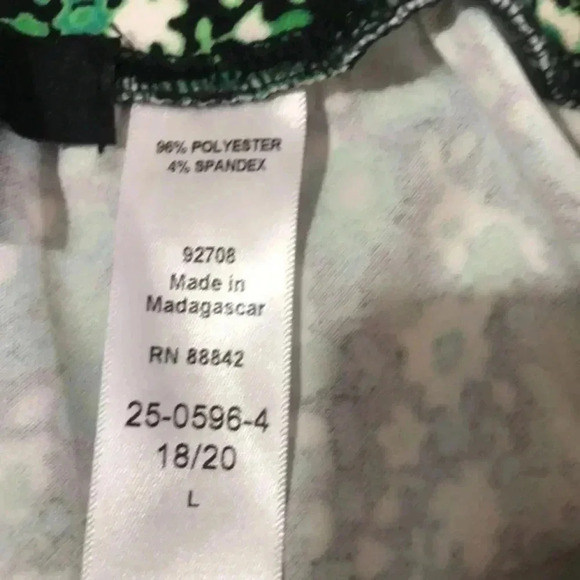 96% POLYESTER
4% SPANDEX
92708
Made in
Madagascar
RN 88842
25-0596-4
18/20
L